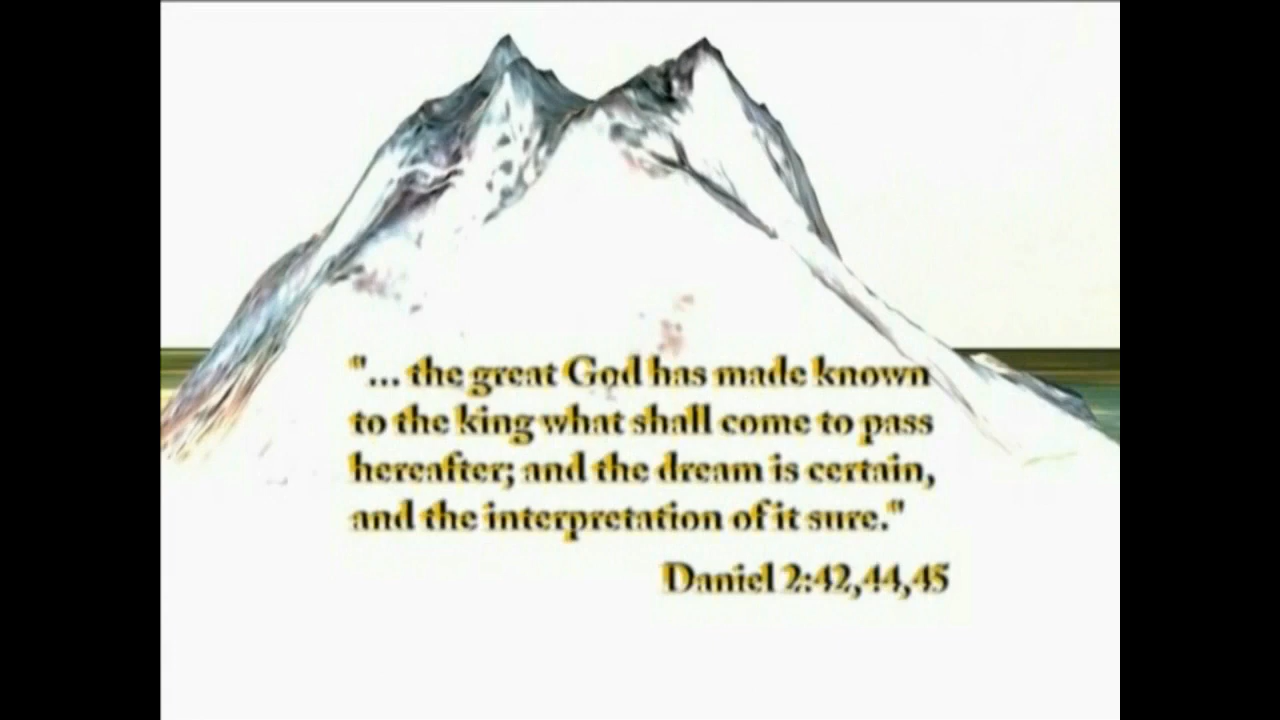 "... the great God has made known
to the king what shall come to pass
hereafter; and the dream is certain,
and the interpretation of it sure."
Daniel 2:42,44,45